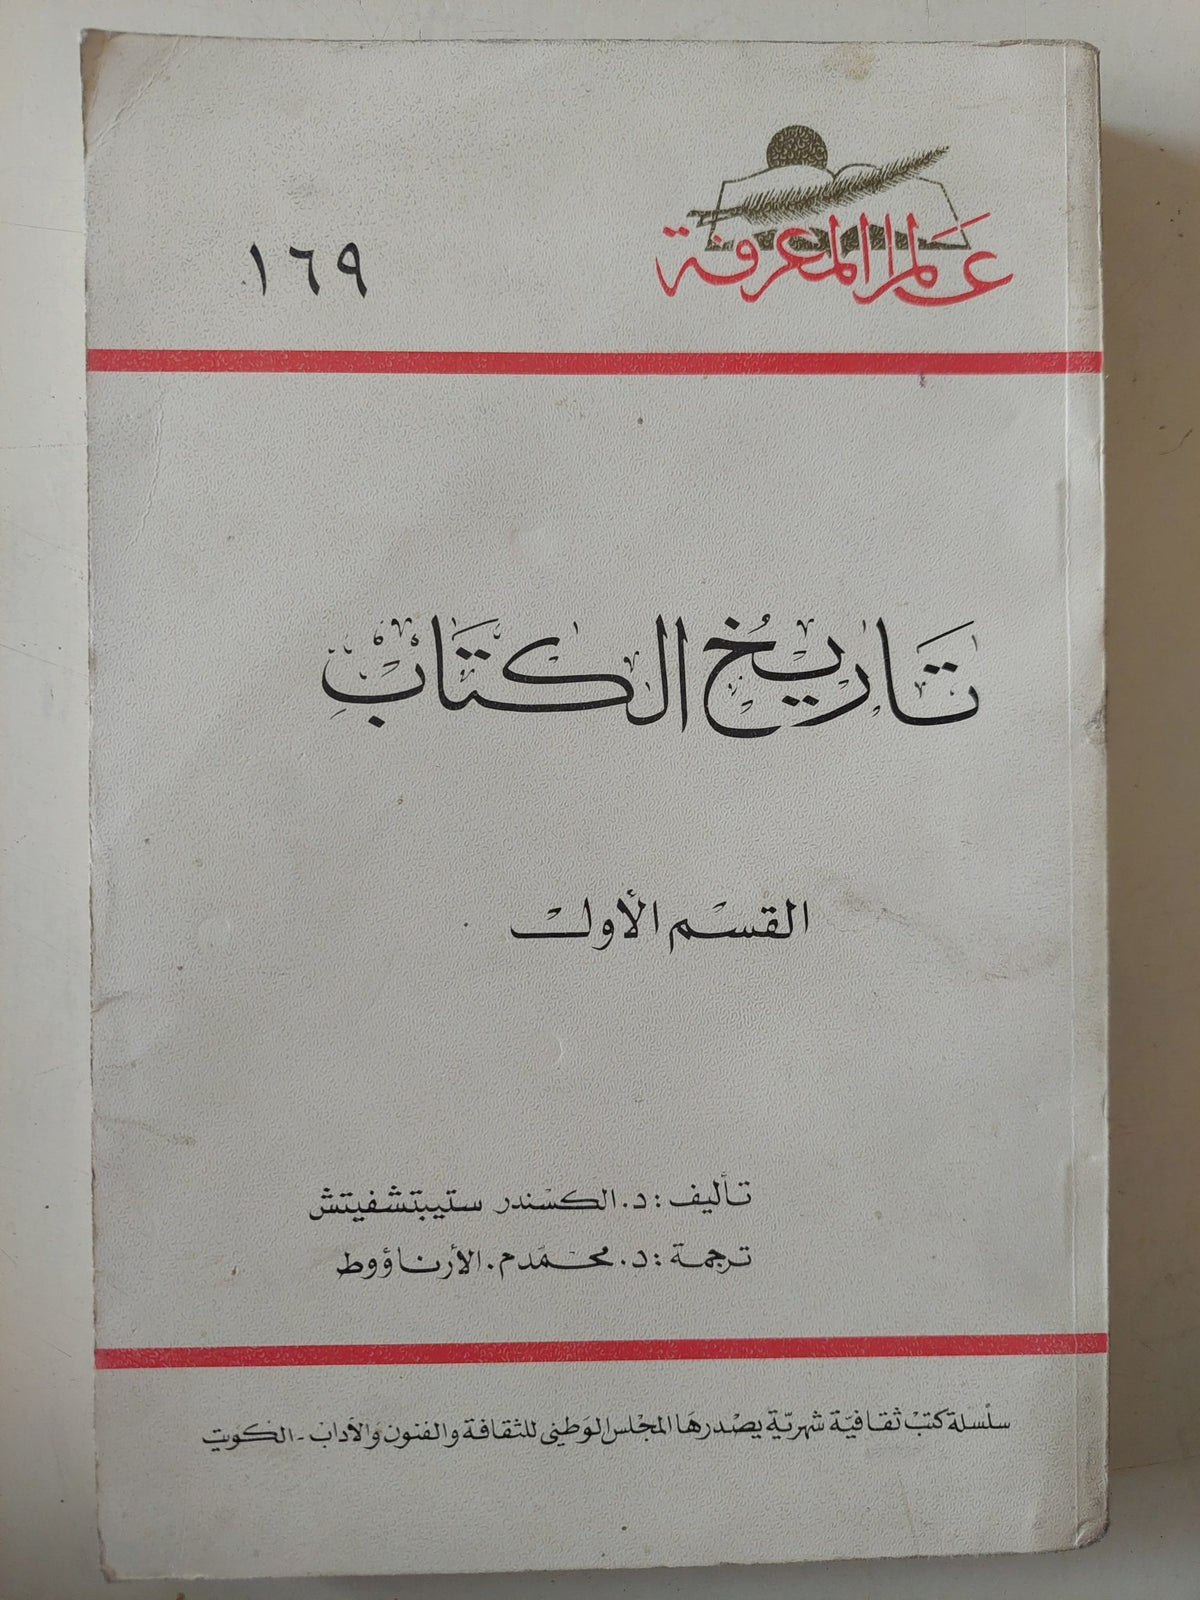 عالم المعرفة
١٦٩
تاريخ الكتاب
القسم الأول
تأليف : د. الكسندر ستيبتشفيتش
ترجمة : د. محمد م. الأرناؤوط
سلسلة كتب ثقافية شهرية يصدرها المجلس الوطني للثقافة والفنون والآداب - الكويت